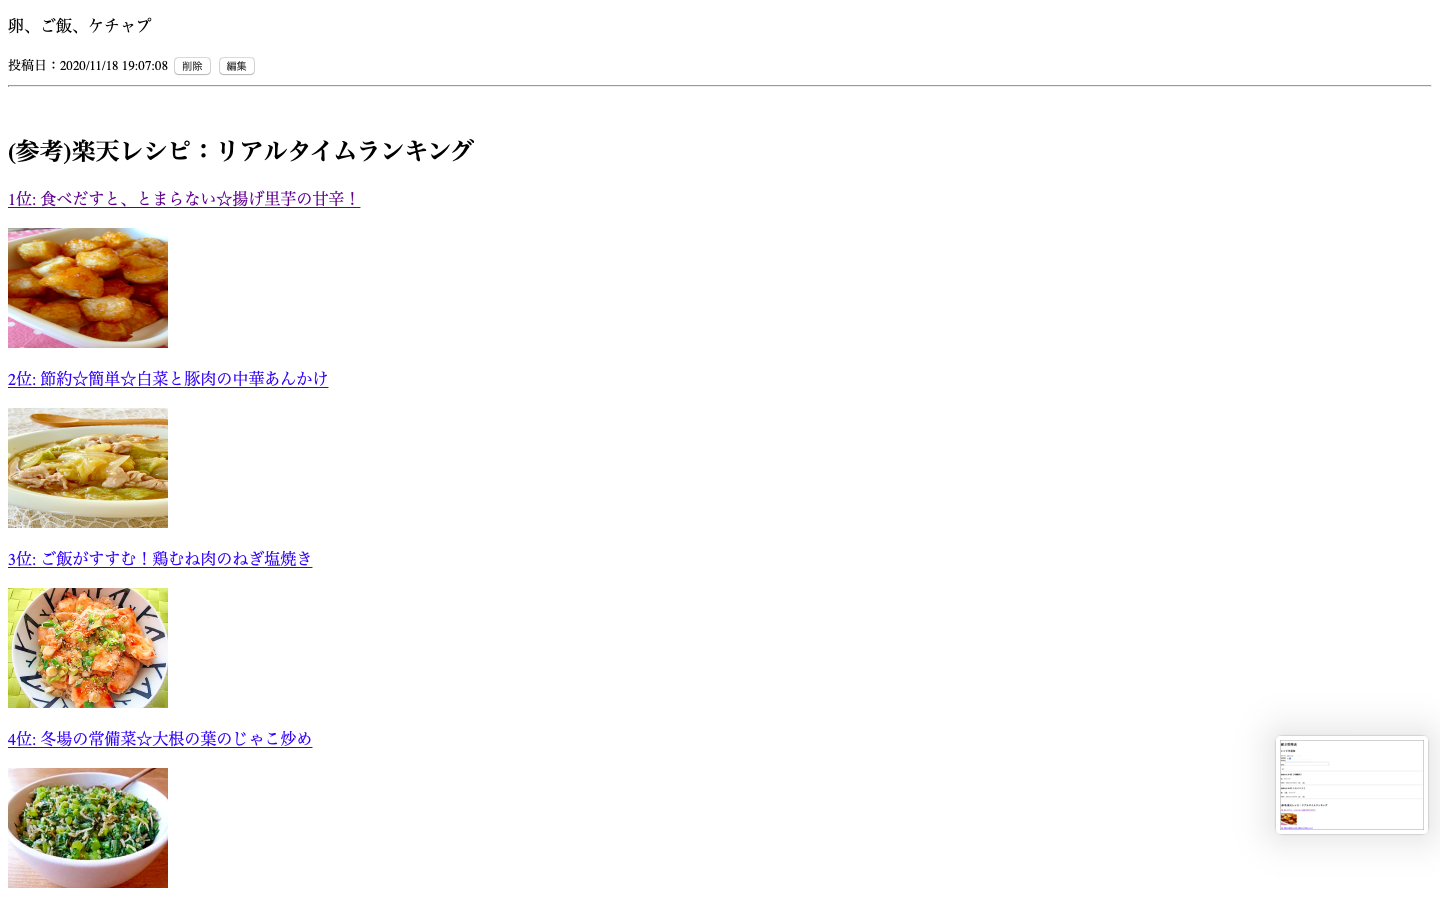 卵、ご飯、ケチャプ
投稿日：2020/11/18 19:07:08 削除 編集
(参考)楽天レシピ：リアルタイムランキング
1位: 食べだすと、とまらない☆揚げ里芋の甘辛！
2位: 節約☆簡単☆白菜と豚肉の中華あんかけ
3位: ご飯がすすむ！鶏むね肉のねぎ塩焼き
4位: 冬場の常備菜☆大根の葉のじゃこ炒め